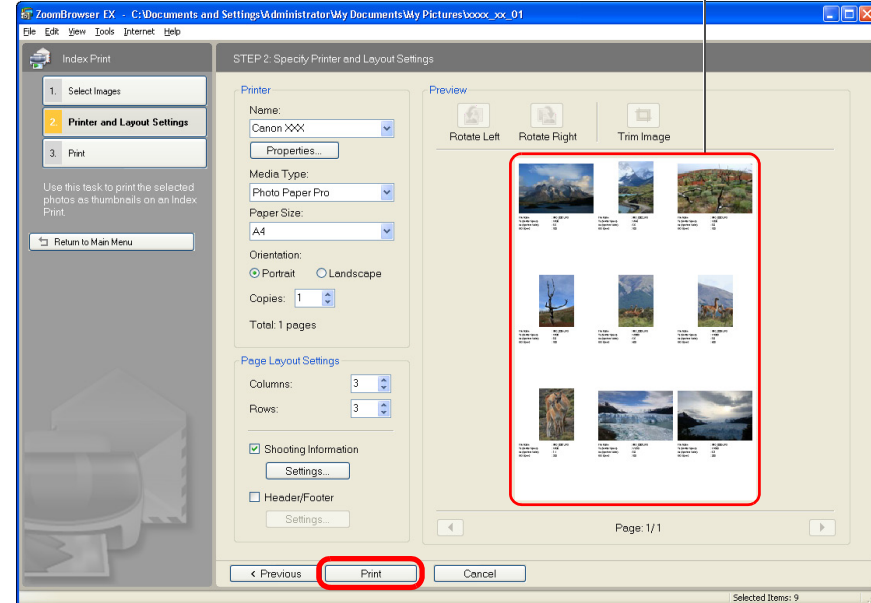 ZoomBrowser EX - C:\Documents and Settings\Administrator\My Documents\My Pictures\xxxx_xx_01
File Edit View Tools Internet Help
Index Print
STEP 2: Specify Printer and Layout Settings
1. Select Images
2. Printer and Layout Settings
3. Print
Use this task to print the selected
photos as thumbnails on an Index
Print.
Return to Main Menu
Printer
Name:
Canon XXX
Properties...
Media Type:
Photo Paper Pro
Paper Size:
A4
Orientation:
Portrait Landscape
Copies: 1
Total: 1 pages
Page Layout Settings
Columns: 3
Rows: 3
Shooting Information
Settings...
Header/Footer
Settings...
Preview
Rotate Left Rotate Right Trim Image
Page: 1/1
< Previous Print Cancel
Selected Items: 9